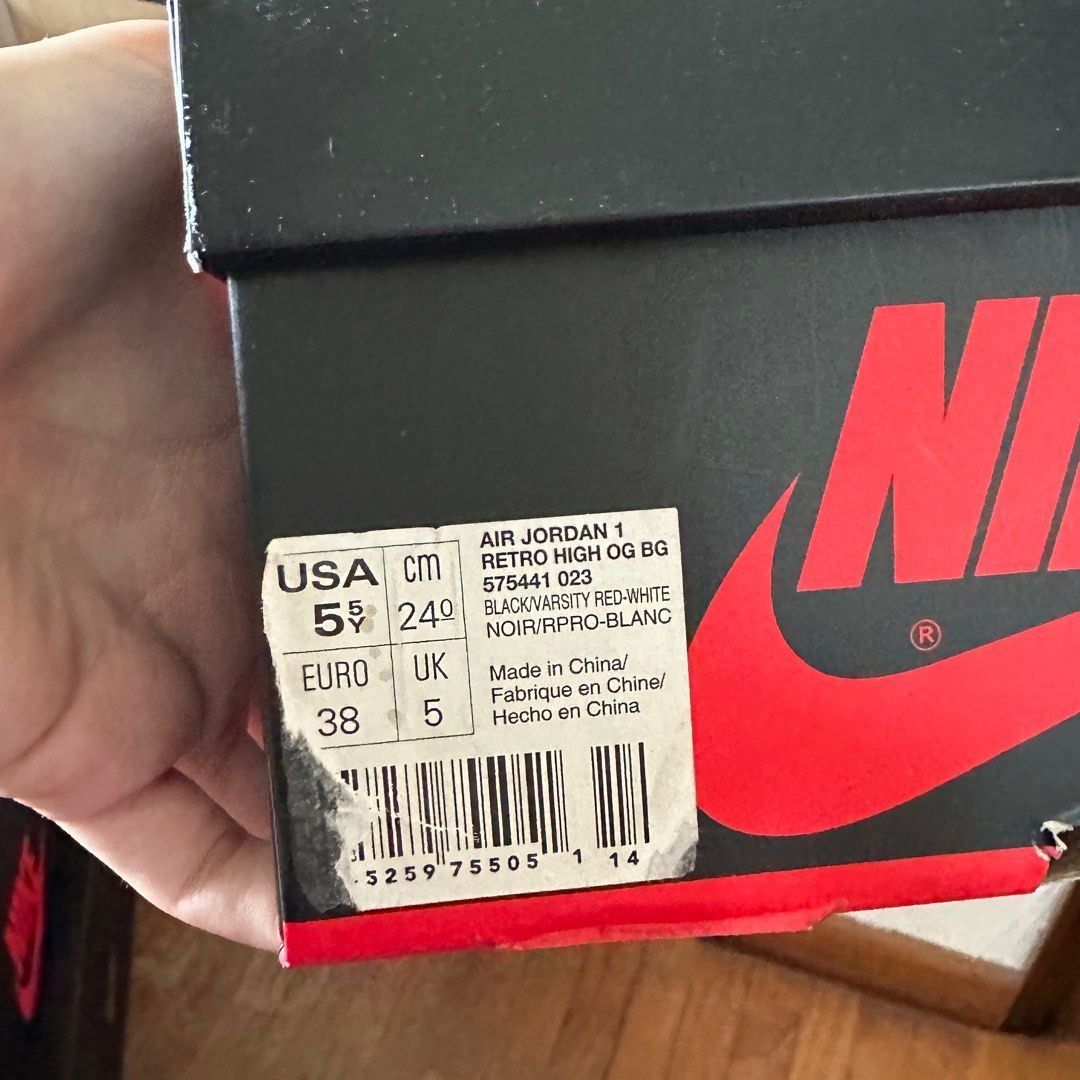 NI
®
USA
5 5Y
cm
24 0
EURO
38
UK
5
AIR JORDAN 1
RETRO HIGH OG BG
575441 023
BLACK/VARSITY RED-WHITE
NOIR/RPRO-BLANC
Made in China/
Fabrique en Chine/
Hecho en China
5259 75505 1 14